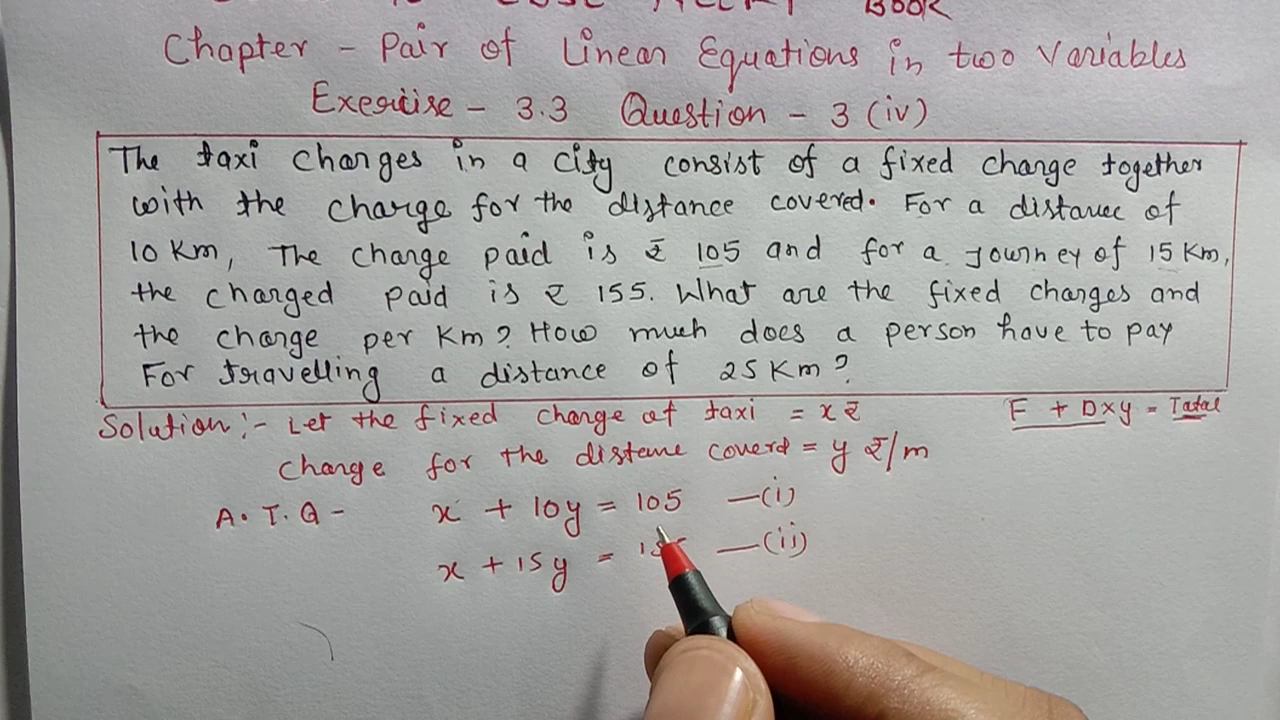 Book
Chapter - Pair of Linear Equations in two Variables
Exercise - 3.3 Question - 3 (iv)
The taxi charges in a city consist of a fixed charge together
with the charge for the distance covered. For a distance of
10 Km, The charge paid is ₹ 105 and for a Journey of 15 Km,
the charged paid is ₹ 155. What are the fixed charges and
the charge per Km? How much does a person have to pay
For travelling a distance of 25 Km?
Solution :- Let the fixed charge of taxi = x ₹
F + D×y = Total
Charge for the distance coverd = y ₹/m
A. T. Q - x + 10y = 105 —(i)
x + 15y = —(ii)